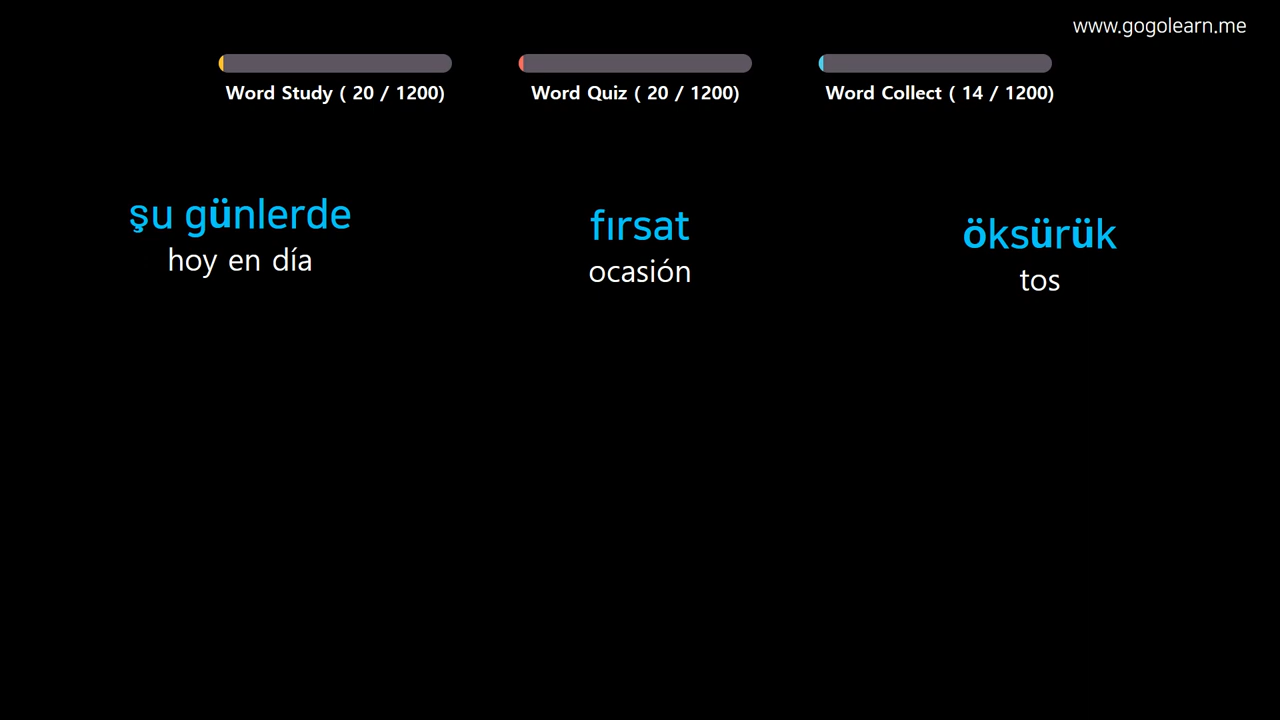 www.gogolearn.me
Word Study ( 20 / 1200)
Word Quiz ( 20 / 1200)
Word Collect ( 14 / 1200)
şu günlerde
hoy en día
fırsat
ocasión
öksürük
tos